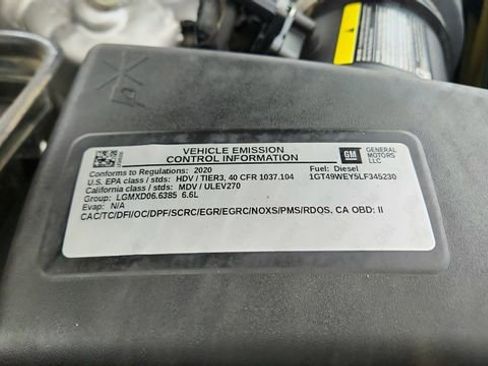 VEHICLE EMISSION
CONTROL INFORMATION
GM
GENERAL
MOTORS
LLC
Conforms to Regulations: 2020
Fuel: Diesel
U.S. EPA class / stds: HDV / TIER3, 40 CFR 1037.104
1GT49WEY5LF345230
California class / stds: MDV / ULEV270
Group: LGMXD06.6385 6.6L
Evap: N/A
CAC/TC/DFI/OC/DPF/SCRC/EGR/EGRC/NOXS/PMS/RDQS. CA OBD: II